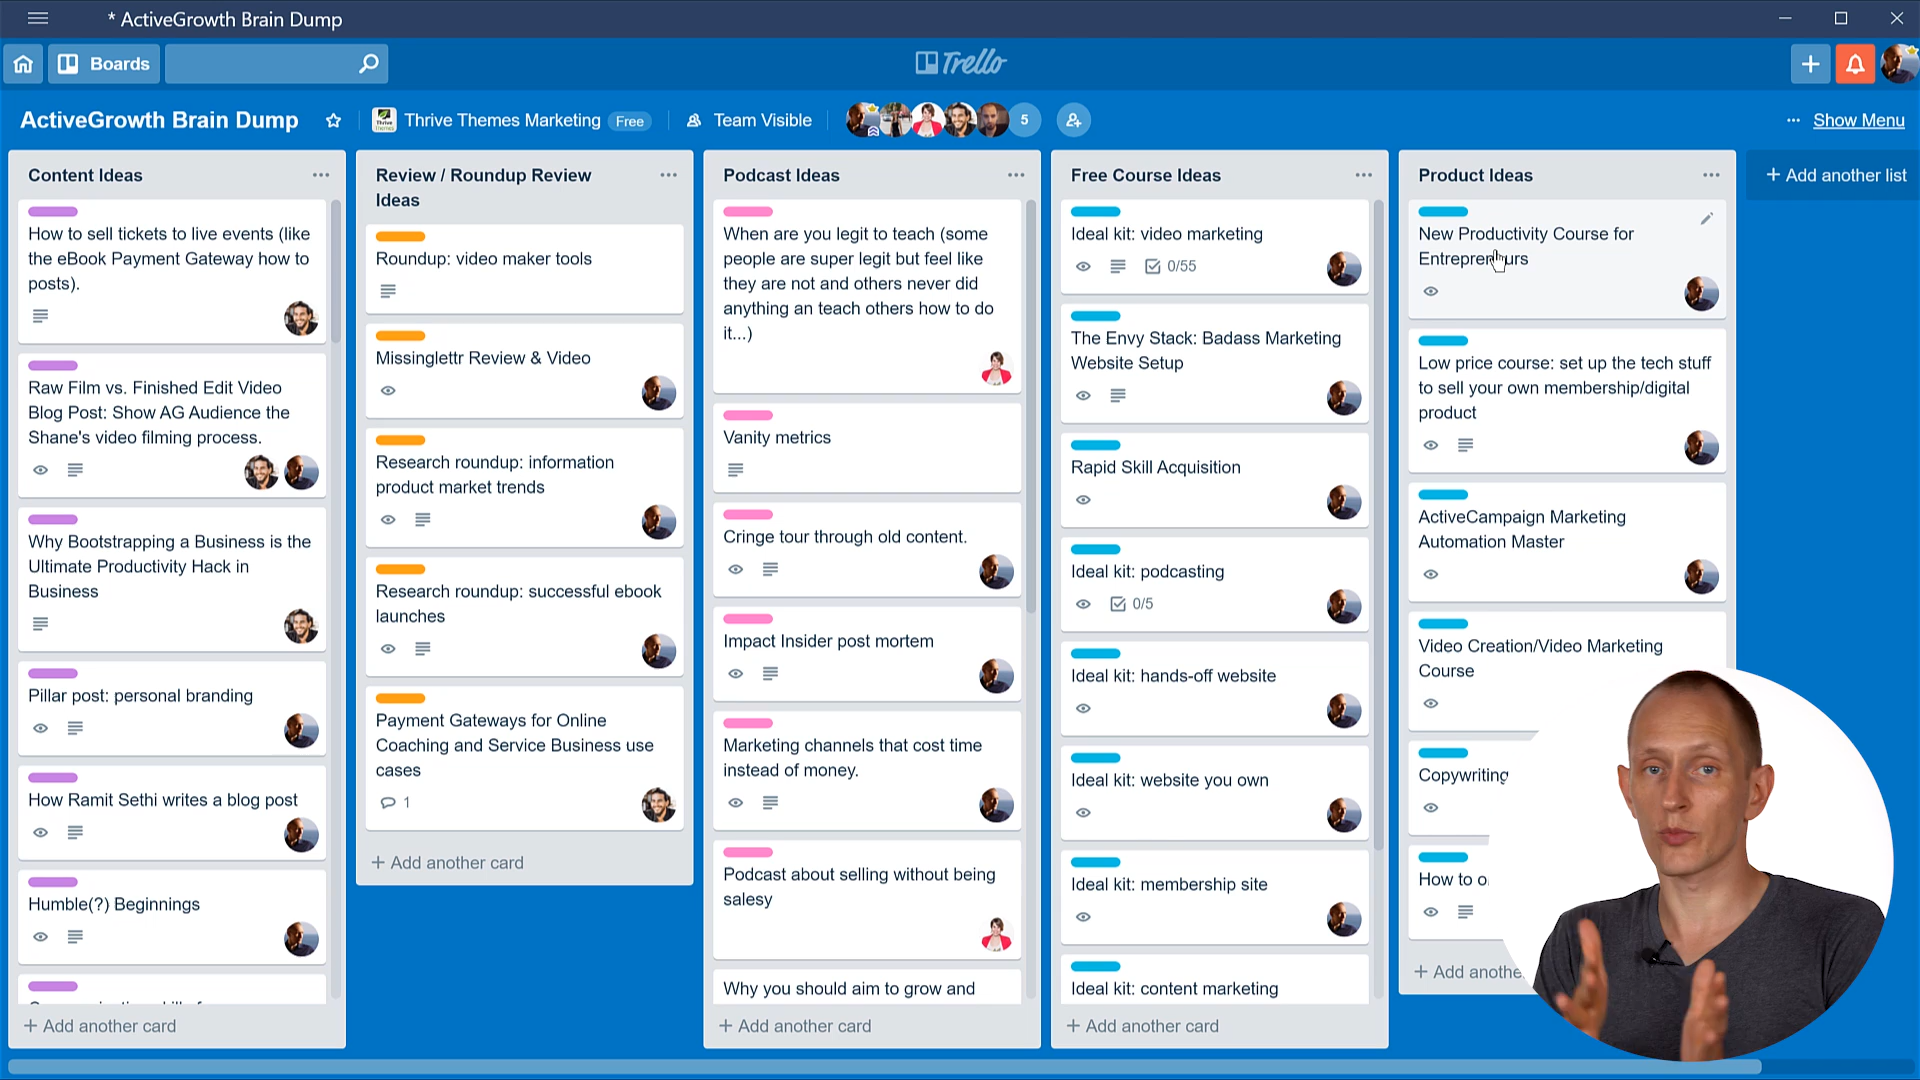 * ActiveGrowth Brain Dump
Boards
Trello
ActiveGrowth Brain Dump
Thrive Themes Marketing Free
Team Visible
5
Show Menu
Content Ideas
How to sell tickets to live events (like
the eBook Payment Gateway how to
posts).
Raw Film vs. Finished Edit Video
Blog Post: Show AG Audience the
Shane's video filming process.
Why Bootstrapping a Business is the
Ultimate Productivity Hack in
Business
Pillar post: personal branding
How Ramit Sethi writes a blog post
Humble(?) Beginnings
+ Add another card
Review / Roundup Review
Ideas
Roundup: video maker tools
Missinglettr Review & Video
Research roundup: information
product market trends
Research roundup: successful ebook
launches
Payment Gateways for Online
Coaching and Service Business use
cases
1
+ Add another card
Podcast Ideas
When are you legit to teach (some
people are super legit but feel like
they are not and others never did
anything an teach others how to do
it...)
Vanity metrics
Cringe tour through old content.
Impact Insider post mortem
Marketing channels that cost time
instead of money.
Podcast about selling without being
salesy
Why you should aim to grow and
+ Add another card
Free Course Ideas
Ideal kit: video marketing
0/55
The Envy Stack: Badass Marketing
Website Setup
Rapid Skill Acquisition
Ideal kit: podcasting
0/5
Ideal kit: hands-off website
Ideal kit: website you own
Ideal kit: membership site
Ideal kit: content marketing
+ Add another card
Product Ideas
New Productivity Course for
Entrepreneurs
Low price course: set up the tech stuff
to sell your own membership/digital
product
ActiveCampaign Marketing
Automation Master
Video Creation/Video Marketing
Course
Copywriting
How to
+ Add
+ Add another list